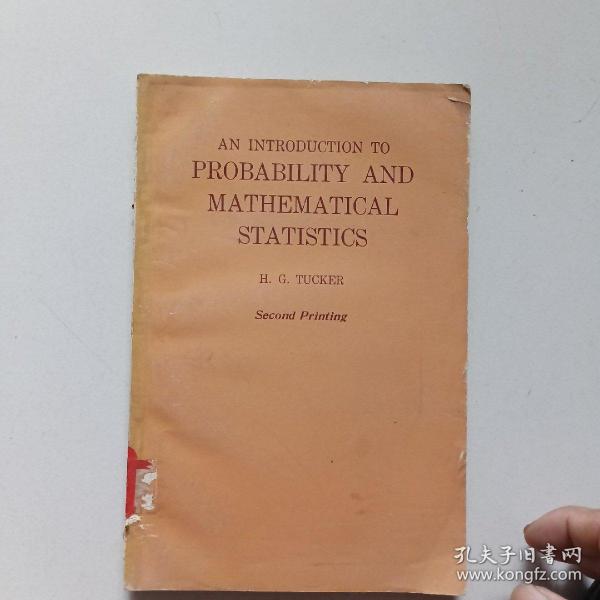 AN INTRODUCTION TO
PROBABILITY AND
MATHEMATICAL
STATISTICS
H. G. TUCKER
Second Printing
孔夫子旧书网
www.kongfz.com